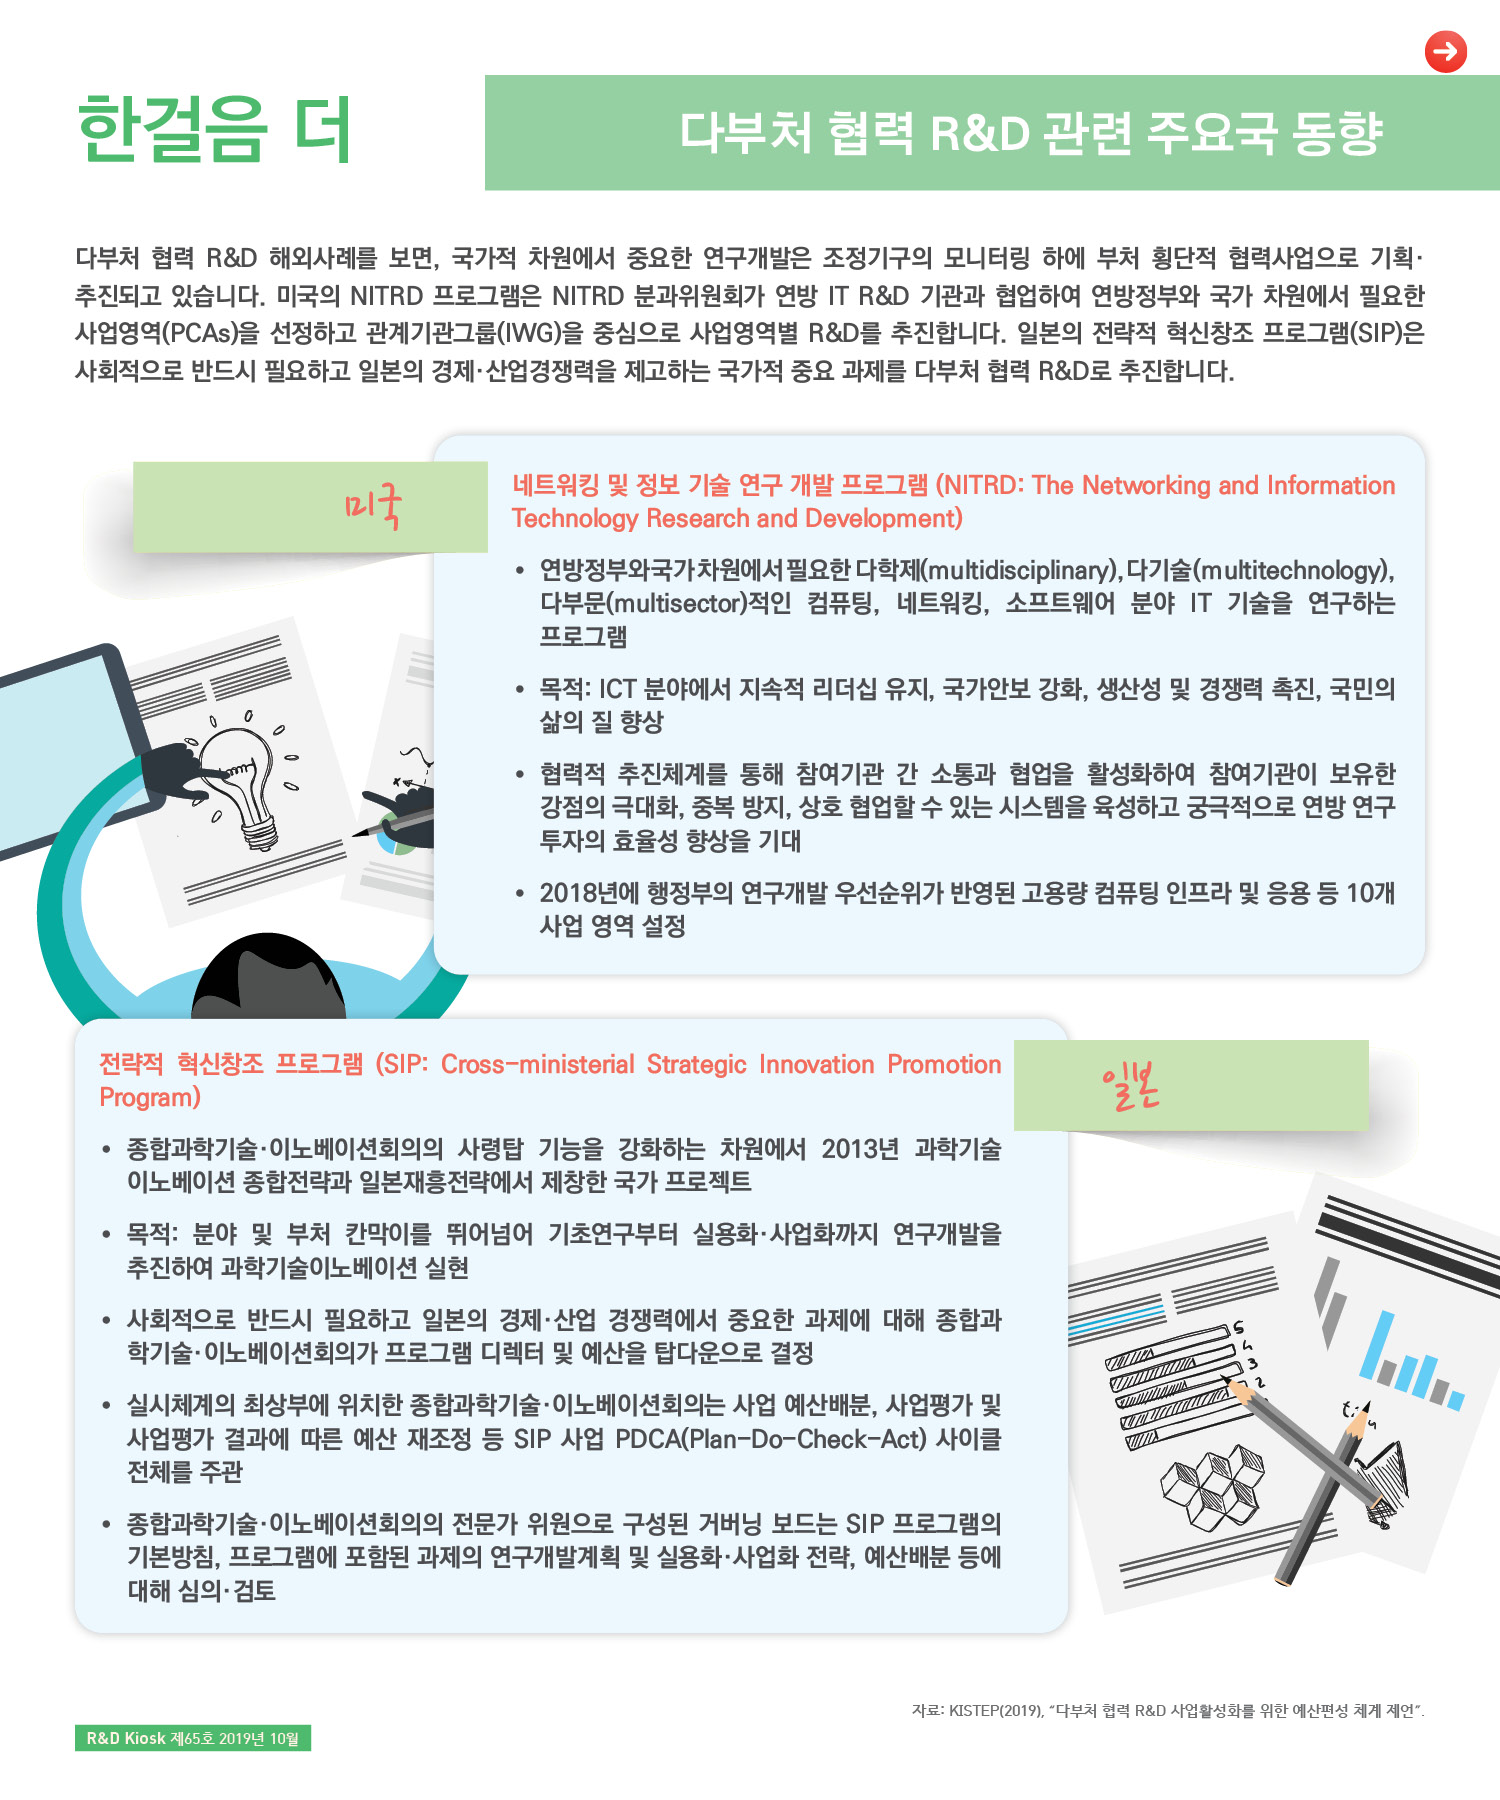 한걸음 더
다부처 협력 R&D 관련 주요국 동향
다부처 협력 R&D 해외사례를 보면, 국가적 차원에서 중요한 연구개발은 조정기구의 모니터링 하에 부처 횡단적 협력사업으로 기획·
추진되고 있습니다. 미국의 NITRD 프로그램은 NITRD 분과위원회가 연방 IT R&D 기관과 협업하여 연방정부와 국가 차원에서 필요한
사업영역(PCAs)을 선정하고 관계기관그룹(IWG)을 중심으로 사업영역별 R&D를 추진합니다. 일본의 전략적 혁신창조 프로그램(SIP)은
사회적으로 반드시 필요하고 일본의 경제·산업경쟁력을 제고하는 국가적 중요 과제를 다부처 협력 R&D로 추진합니다.
미국
네트워킹 및 정보 기술 연구 개발 프로그램 (NITRD: The Networking and Information
Technology Research and Development)
• 연방정부와 국가 차원에서 필요한 다학제(multidisciplinary), 다기술(multitechnology),
다부문(multisector)적인 컴퓨팅, 네트워킹, 소프트웨어 분야 IT 기술을 연구하는
프로그램
• 목적: ICT 분야에서 지속적 리더십 유지, 국가안보 강화, 생산성 및 경쟁력 촉진, 국민의
삶의 질 향상
• 협력적 추진체계를 통해 참여기관 간 소통과 협업을 활성화하여 참여기관이 보유한
강점의 극대화, 중복 방지, 상호 협업할 수 있는 시스템을 육성하고 궁극적으로 연방 연구
투자의 효율성 향상을 기대
• 2018년에 행정부의 연구개발 우선순위가 반영된 고용량 컴퓨팅 인프라 및 응용 등 10개
사업 영역 설정
전략적 혁신창조 프로그램 (SIP: Cross-ministerial Strategic Innovation Promotion
Program)
일본
• 종합과학기술·이노베이션회의의 사령탑 기능을 강화하는 차원에서 2013년 과학기술
이노베이션 종합전략과 일본재흥전략에서 제창한 국가 프로젝트
• 목적: 분야 및 부처 칸막이를 뛰어넘어 기초연구부터 실용화·사업화까지 연구개발을
추진하여 과학기술이노베이션 실현
• 사회적으로 반드시 필요하고 일본의 경제·산업 경쟁력에서 중요한 과제에 대해 종합과
학기술·이노베이션회의가 프로그램 디렉터 및 예산을 탑다운으로 결정
• 실시체계의 최상부에 위치한 종합과학기술·이노베이션회의는 사업 예산배분, 사업평가 및
사업평가 결과에 따른 예산 재조정 등 SIP 사업 PDCA(Plan-Do-Check-Act) 사이클
전체를 주관
• 종합과학기술·이노베이션회의의 전문가 위원으로 구성된 거버닝 보드는 SIP 프로그램의
기본방침, 프로그램에 포함된 과제의 연구개발계획 및 실용화·사업화 전략, 예산배분 등에
대해 심의·검토
5
4
3
2
자료: KISTEP(2019), “다부처 협력 R&D 사업활성화를 위한 예산편성 체계 제언”.
R&D Kiosk 제65호 2019년 10월